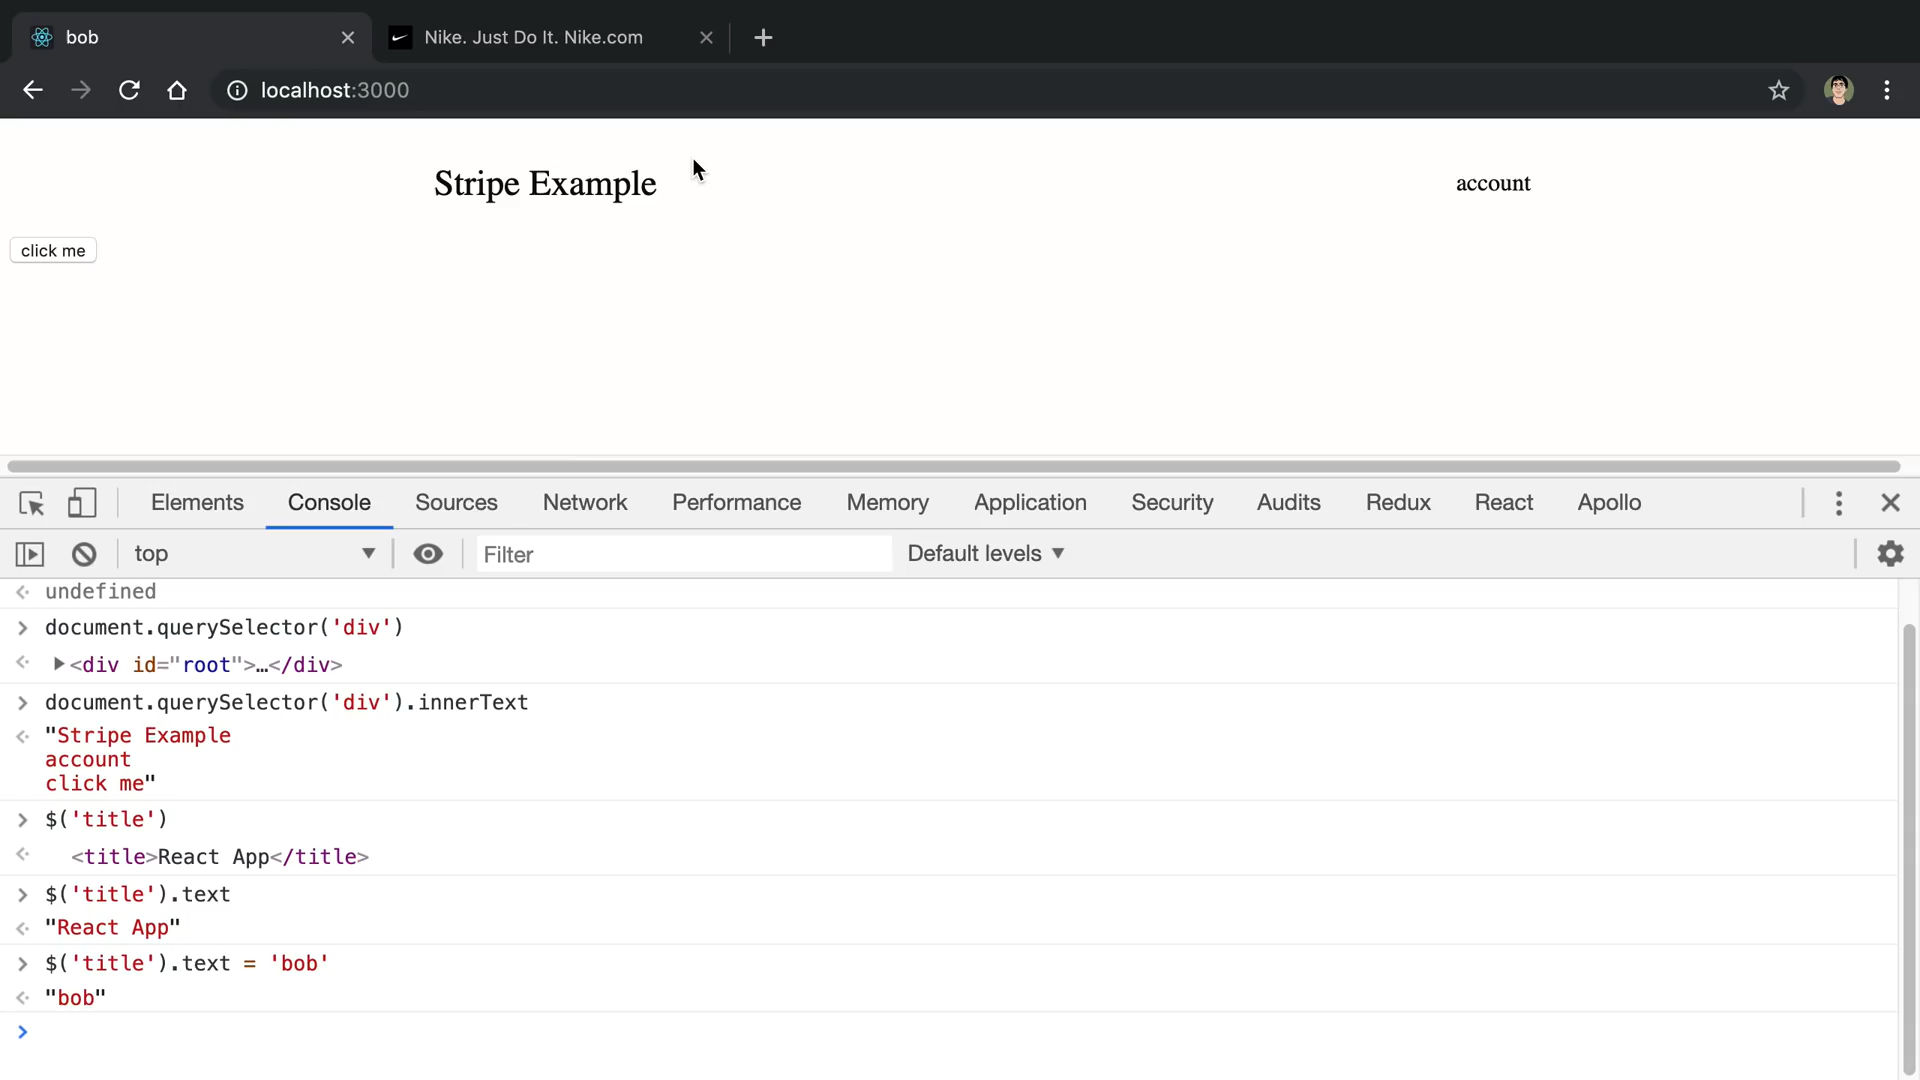 bob
Nike. Just Do It. Nike.com
localhost:3000
Stripe Example
account
click me
Elements Console Sources Network Performance Memory Application Security Audits Redux React Apollo
top Filter Default levels
undefined
document.querySelector('div')
<div id="root">…</div>
document.querySelector('div').innerText
"Stripe Example
account
click me"
$('title')
<title>React App</title>
$('title').text
"React App"
$('title').text = 'bob'
"bob"